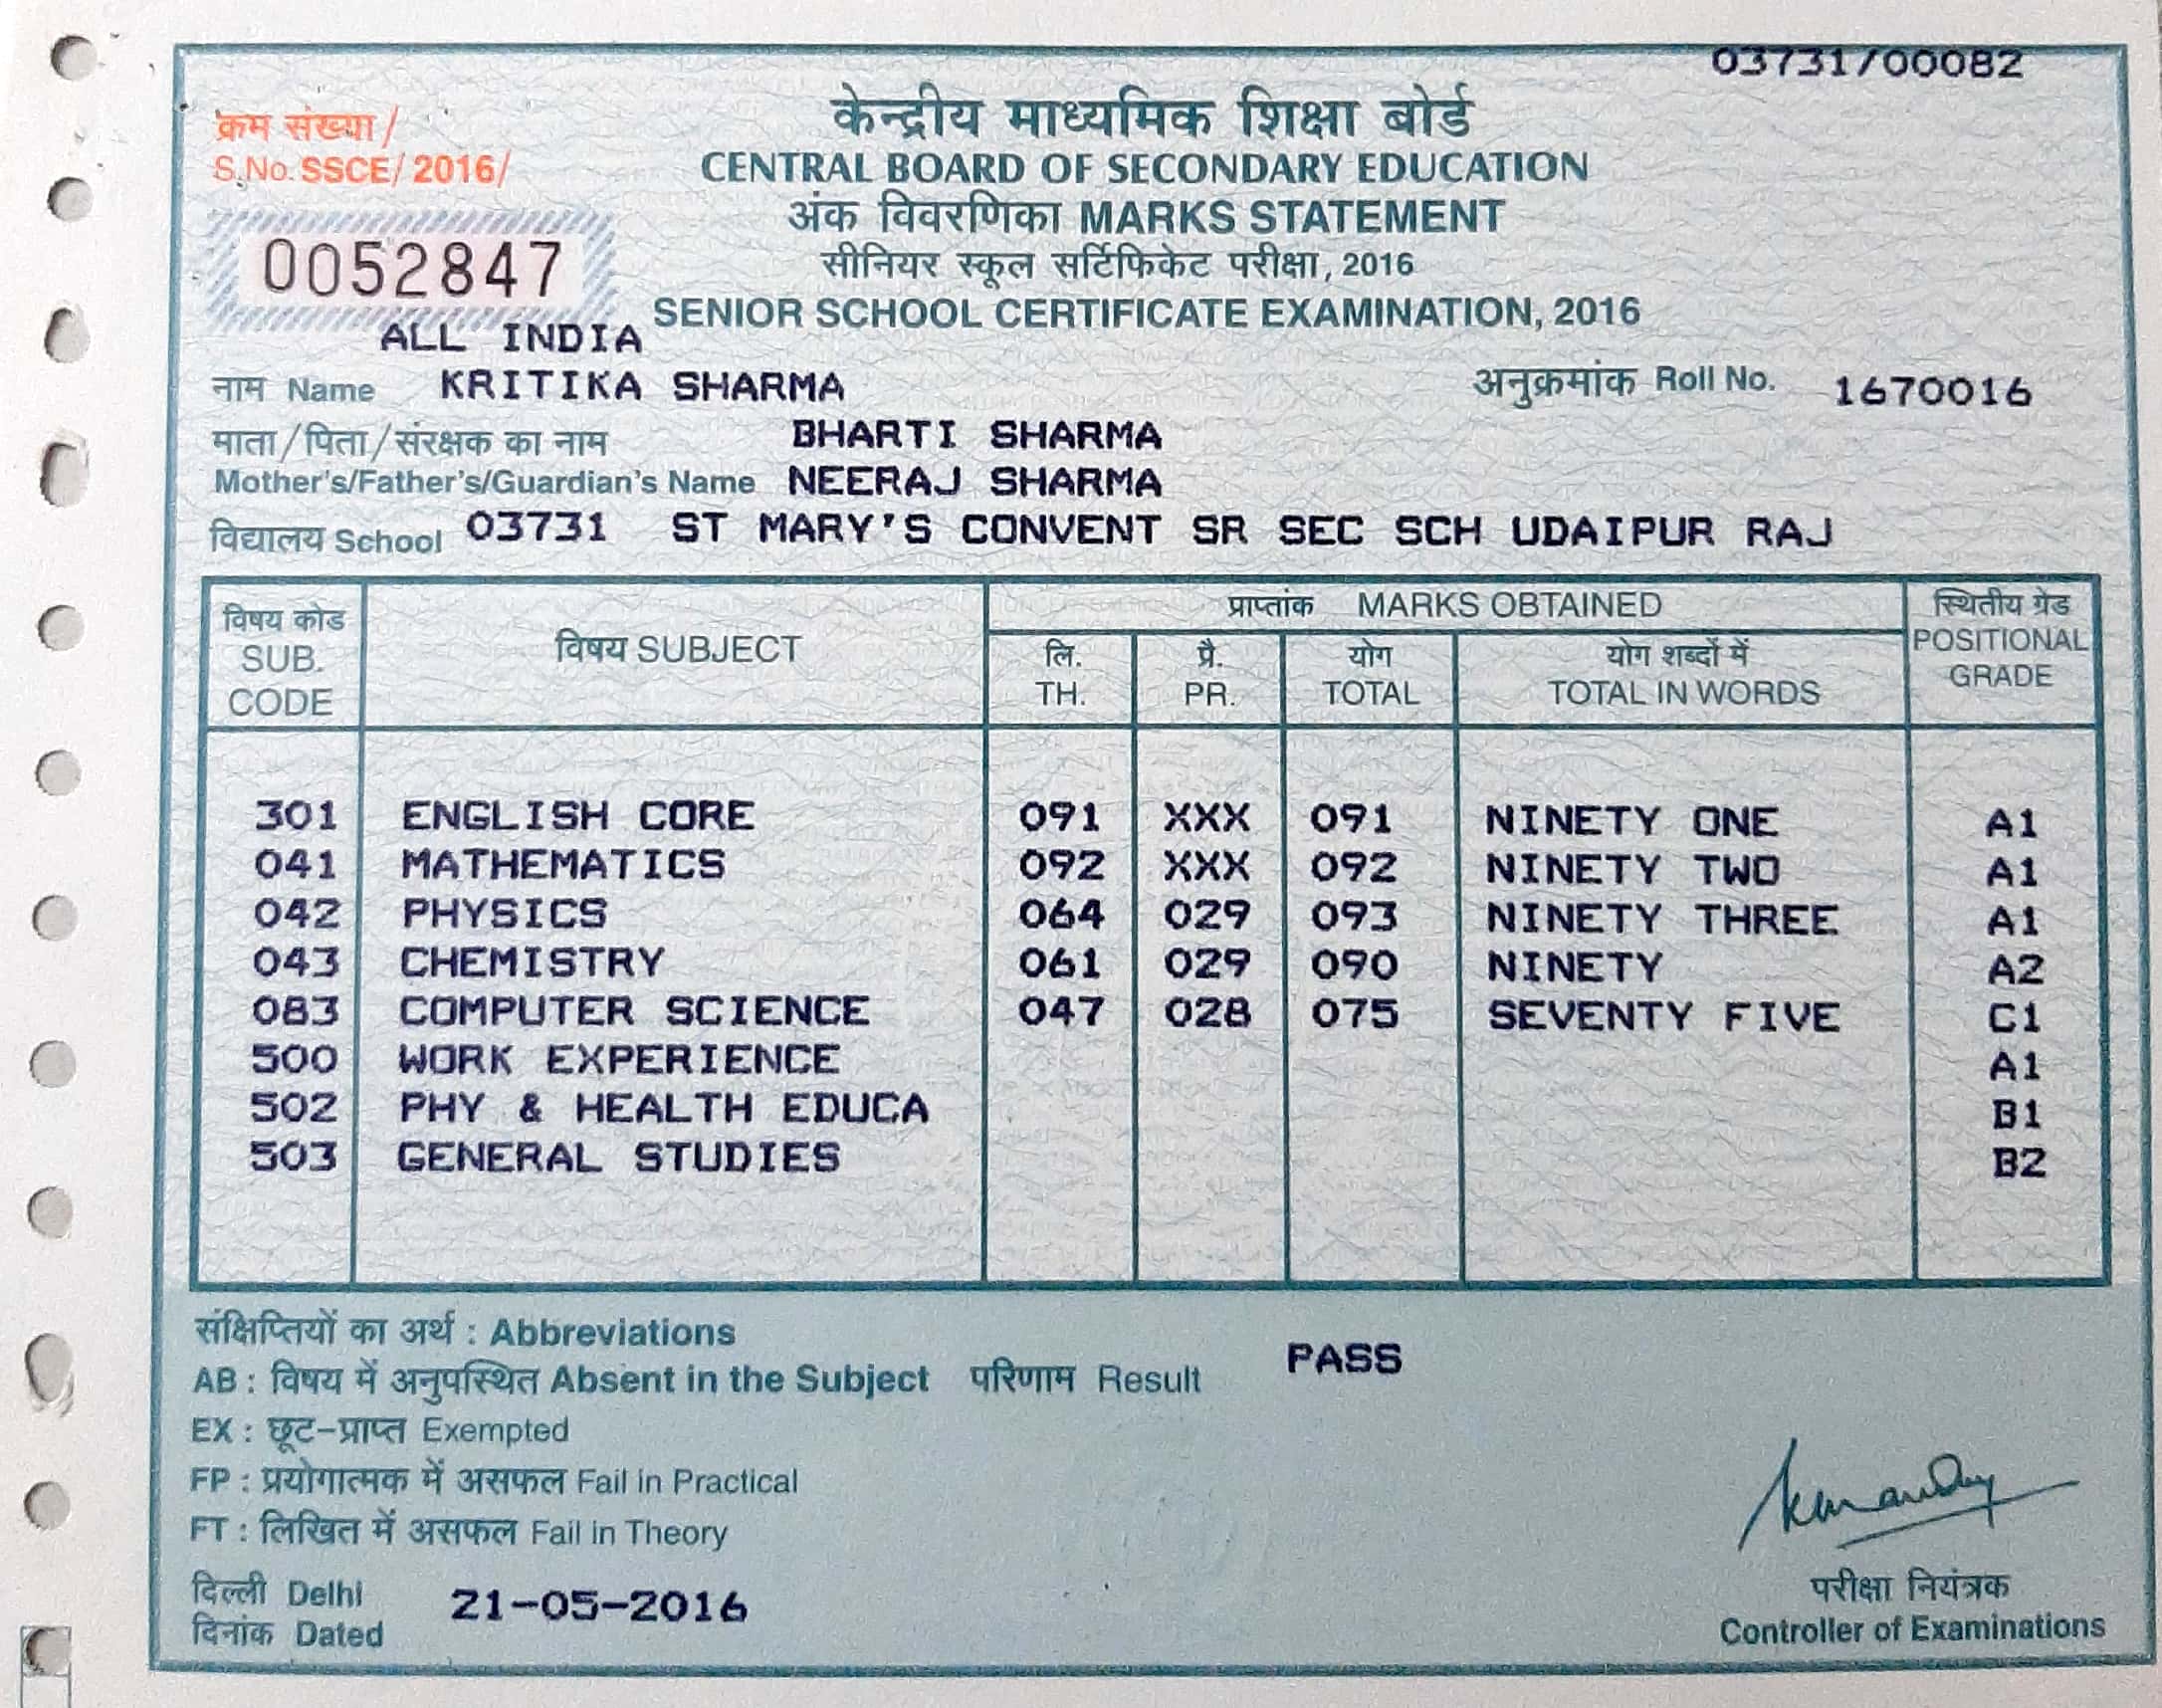 03731/00082
क्रम संख्या/
S.No. SSCE/ 2016/
0052847
केन्द्रीय माध्यमिक शिक्षा बोर्ड
CENTRAL BOARD OF SECONDARY EDUCATION
अंक विवरणिका MARKS STATEMENT
सीनियर स्कूल सर्टिफिकेट परीक्षा, 2016
SENIOR SCHOOL CERTIFICATE EXAMINATION, 2016
ALL INDIA
नाम Name KRITIKA SHARMA अनुक्रमांक Roll No. 1670016
माता/पिता/संरक्षक का नाम BHARTI SHARMA
Mother's/Father's/Guardian's Name NEERAJ SHARMA
विद्यालय School 03731 ST MARY'S CONVENT SR SEC SCH UDAIPUR RAJ
विषय कोड SUB. CODE विषय SUBJECT प्राप्तांक MARKS OBTAINED स्थितीय ग्रेड POSITIONAL GRADE
लि. TH. प्रै. PR. योग TOTAL योग शब्दों में TOTAL IN WORDS
301 ENGLISH CORE 091 XXX 091 NINETY ONE A1
041 MATHEMATICS 092 XXX 092 NINETY TWO A1
042 PHYSICS 064 029 093 NINETY THREE A1
043 CHEMISTRY 061 029 090 NINETY A2
083 COMPUTER SCIENCE 047 028 075 SEVENTY FIVE C1
500 WORK EXPERIENCE A1
502 PHY & HEALTH EDUCA B1
503 GENERAL STUDIES B2
संक्षिप्तियों का अर्थ : Abbreviations
AB : विषय में अनुपस्थित Absent in the Subject परिणाम Result PASS
EX : छूट-प्राप्त Exempted
FP : प्रयोगात्मक में असफल Fail in Practical
FT : लिखित में असफल Fail in Theory
दिल्ली Delhi
दिनांक Dated 21-05-2016
परीक्षा नियंत्रक
Controller of Examinations